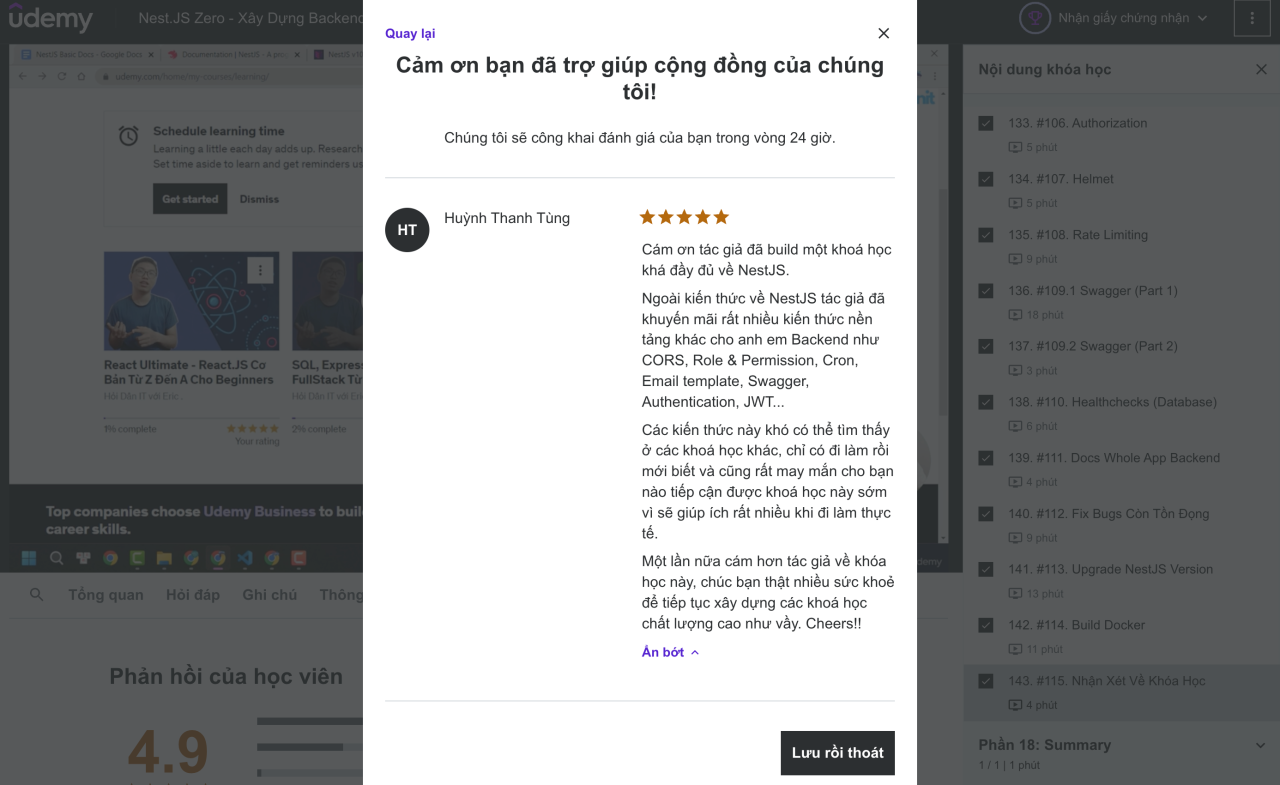 ûdemy
Nest.JS Zero - Xây Dựng Backend
Nhận giấy chứng nhận
NestJS Basic Docs - Google Docs
Documentation | NestJS - A pro
udemy.com/home/my-courses/learning/
Schedule learning time
Learning a little each day adds up. Research
Set time aside to learn and get reminders us
Get started
Dismiss
React Ultimate - React.JS Cơ
Bản Từ Z Đến A Cho Beginners
Hỏi Dân IT với Eric..
1% complete
Your rating
SQL, Expres
FullStack Từ
Hỏi Dân IT với Eric
2% complete
Top companies choose Udemy Business to buil
career skills.
Tổng quan
Hỏi đáp
Ghi chú
Thông
Phản hồi của học viên
4.9
Quay lại
Cảm ơn bạn đã trợ giúp cộng đồng của chúng
tôi!
Chúng tôi sẽ công khai đánh giá của bạn trong vòng 24 giờ.
HT
Huỳnh Thanh Tùng
Cám ơn tác giả đã build một khoá học
khá đầy đủ về NestJS.
Ngoài kiến thức về NestJS tác giả đã
khuyến mãi rất nhiều kiến thức nền
tảng khác cho anh em Backend như
CORS, Role & Permission, Cron,
Email template, Swagger,
Authentication, JWT...
Các kiến thức này khó có thể tìm thấy
ở các khoá học khác, chỉ có đi làm rồi
mới biết và cũng rất may mắn cho bạn
nào tiếp cận được khoá học này sớm
vì sẽ giúp ích rất nhiều khi đi làm thực
tế.
Một lần nữa cám hơn tác giả về khóa
học này, chúc bạn thật nhiều sức khoẻ
để tiếp tục xây dựng các khoá học
chất lượng cao như vầy. Cheers!!
Ẩn bớt
Lưu rồi thoát
Nội dung khóa học
133. #106. Authorization
5 phút
134. #107. Helmet
5 phút
135. #108. Rate Limiting
9 phút
136. #109.1 Swagger (Part 1)
18 phút
137. #109.2 Swagger (Part 2)
3 phút
138. #110. Healthchecks (Database)
6 phút
139. #111. Docs Whole App Backend
4 phút
140. #112. Fix Bugs Còn Tồn Đọng
9 phút
141. #113. Upgrade NestJS Version
13 phút
142. #114. Build Docker
11 phút
143. #115. Nhận Xét Về Khóa Học
4 phút
Phần 18: Summary
1 / 1 | 1 phút